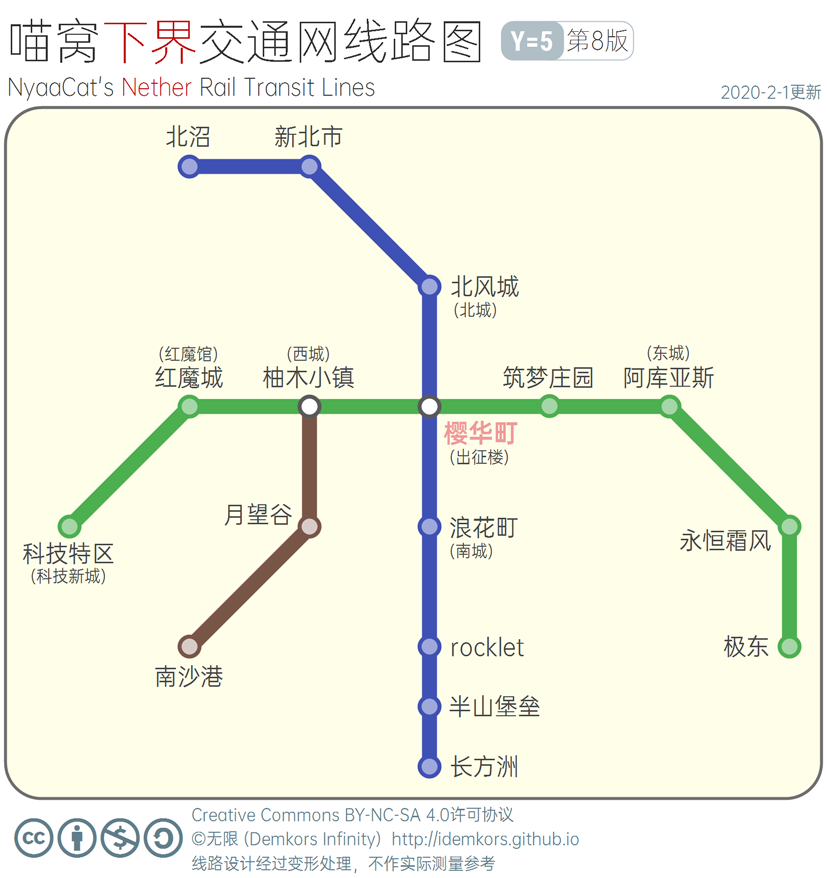 喵窝下界交通网线路图 Y=5 第8版
NyaaCat's Nether Rail Transit Lines
2020-2-1更新
北沼
新北市
北风城
(北城)
(红魔馆)
红魔城
(西城)
柚木小镇
筑梦庄园
(东城)
阿库亚斯
樱华町
(出征楼)
月望谷
浪花町
(南城)
科技特区
(科技新城)
永恒霜风
南沙港
rocklet
极东
半山堡垒
长方洲
Creative Commons BY-NC-SA 4.0许可协议
cc $
©无限 (Demkors Infinity) http://idemkors.github.io
线路设计经过变形处理，不作实际测量参考